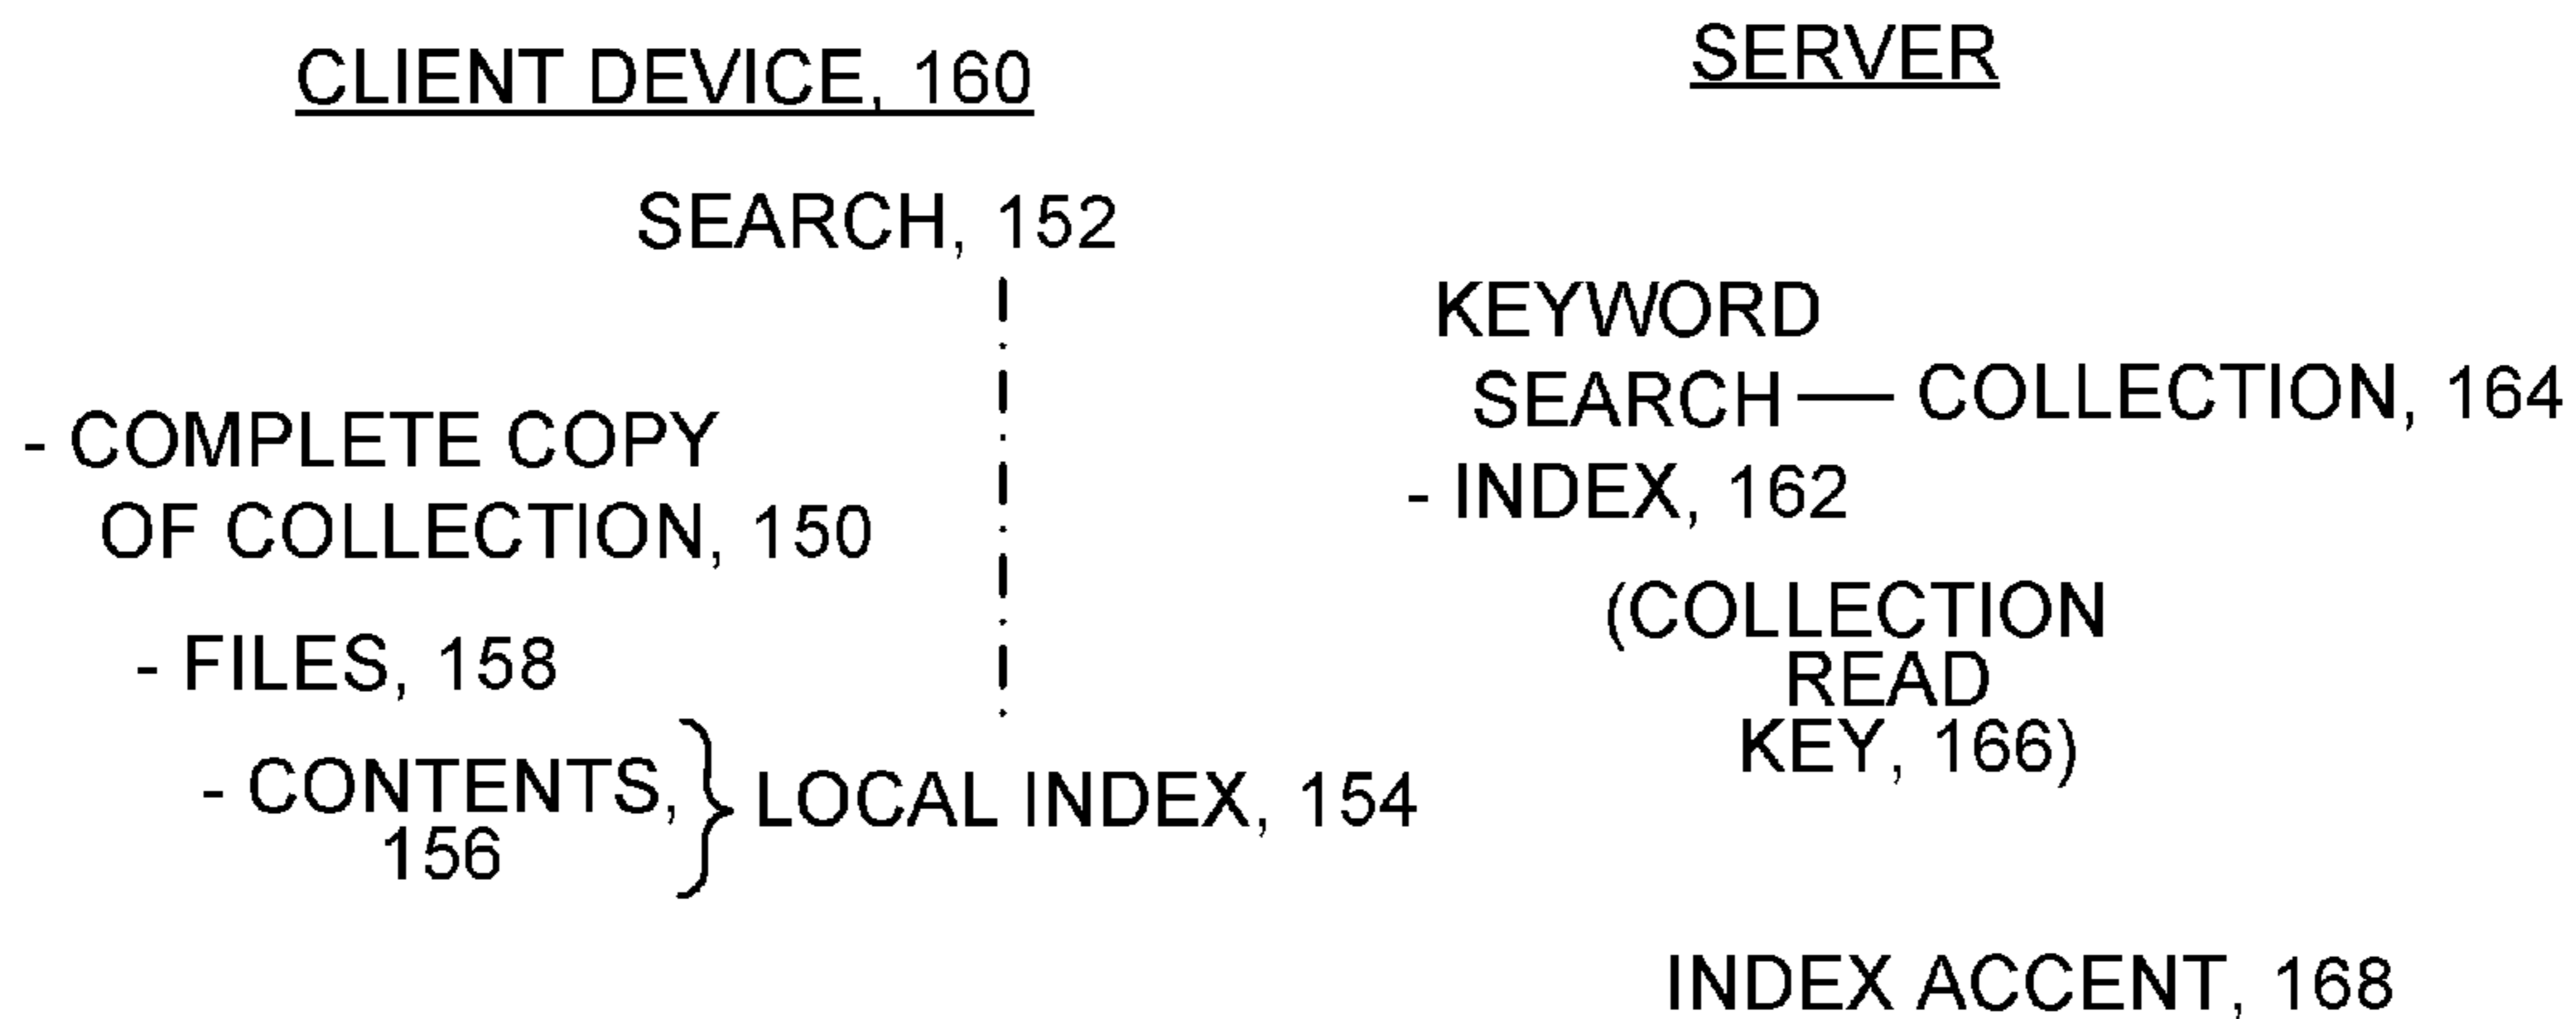 CLIENT DEVICE, 160
SEARCH, 152
- COMPLETE COPY
OF COLLECTION, 150
- FILES, 158
- CONTENTS,
156
LOCAL INDEX, 154
SERVER
KEYWORD
SEARCH — COLLECTION, 164
- INDEX, 162
(COLLECTION
READ
KEY, 166)
INDEX ACCENT, 168